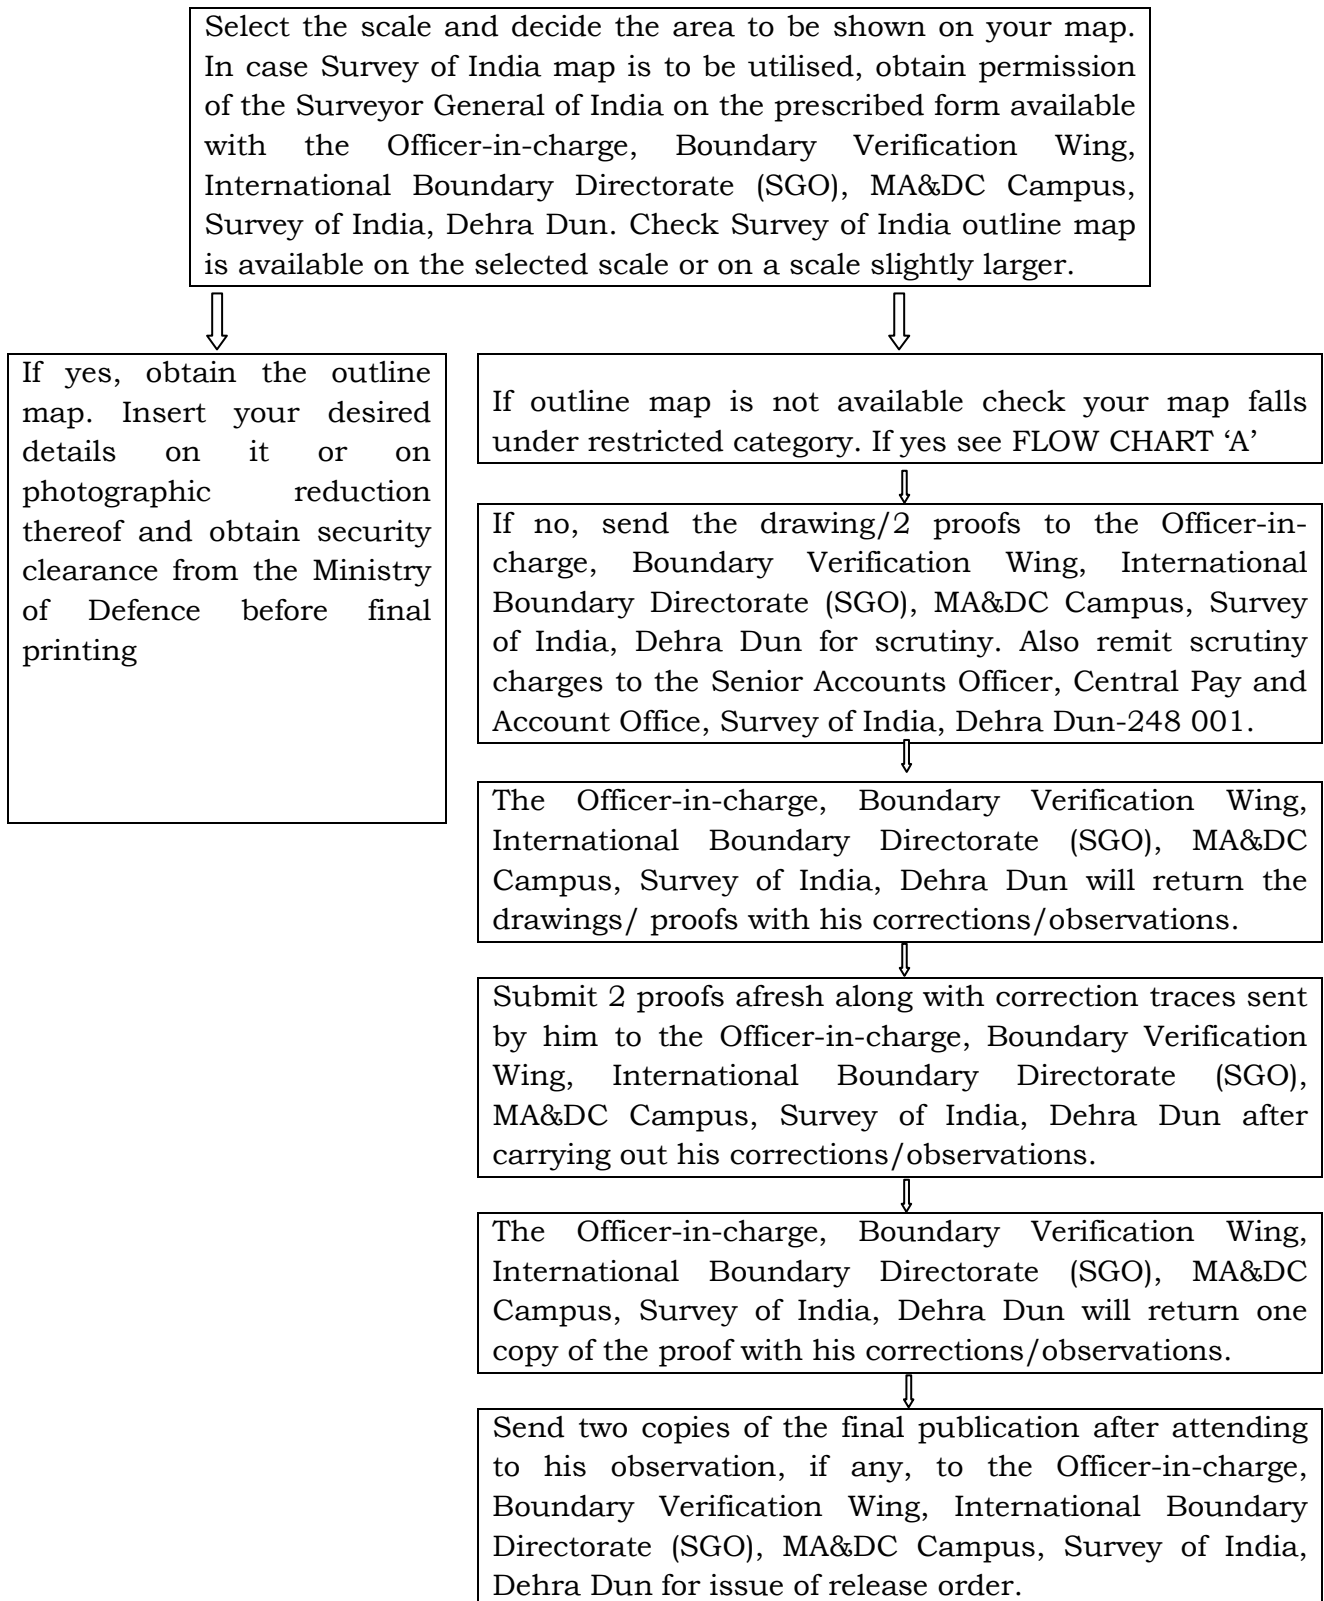 Select the scale and decide the area to be shown on your map.
In case Survey of India map is to be utilised, obtain permission
of the Surveyor General of India on the prescribed form available
with the Officer-in-charge, Boundary Verification Wing,
International Boundary Directorate (SGO), MA&DC Campus,
Survey of India, Dehra Dun. Check Survey of India outline map
is available on the selected scale or on a scale slightly larger.
If yes, obtain the outline
map. Insert your desired
details on it or on
photographic reduction
thereof and obtain security
clearance from the Ministry
of Defence before final
printing
If outline map is not available check your map falls
under restricted category. If yes see FLOW CHART ‘A’
If no, send the drawing/2 proofs to the Officer-in-
charge, Boundary Verification Wing, International
Boundary Directorate (SGO), MA&DC Campus, Survey
of India, Dehra Dun for scrutiny. Also remit scrutiny
charges to the Senior Accounts Officer, Central Pay and
Account Office, Survey of India, Dehra Dun-248 001.
The Officer-in-charge, Boundary Verification Wing,
International Boundary Directorate (SGO), MA&DC
Campus, Survey of India, Dehra Dun will return the
drawings/ proofs with his corrections/observations.
Submit 2 proofs afresh along with correction traces sent
by him to the Officer-in-charge, Boundary Verification
Wing, International Boundary Directorate (SGO),
MA&DC Campus, Survey of India, Dehra Dun after
carrying out his corrections/observations.
The Officer-in-charge, Boundary Verification Wing,
International Boundary Directorate (SGO), MA&DC
Campus, Survey of India, Dehra Dun will return one
copy of the proof with his corrections/observations.
Send two copies of the final publication after attending
to his observation, if any, to the Officer-in-charge,
Boundary Verification Wing, International Boundary
Directorate (SGO), MA&DC Campus, Survey of India,
Dehra Dun for issue of release order.